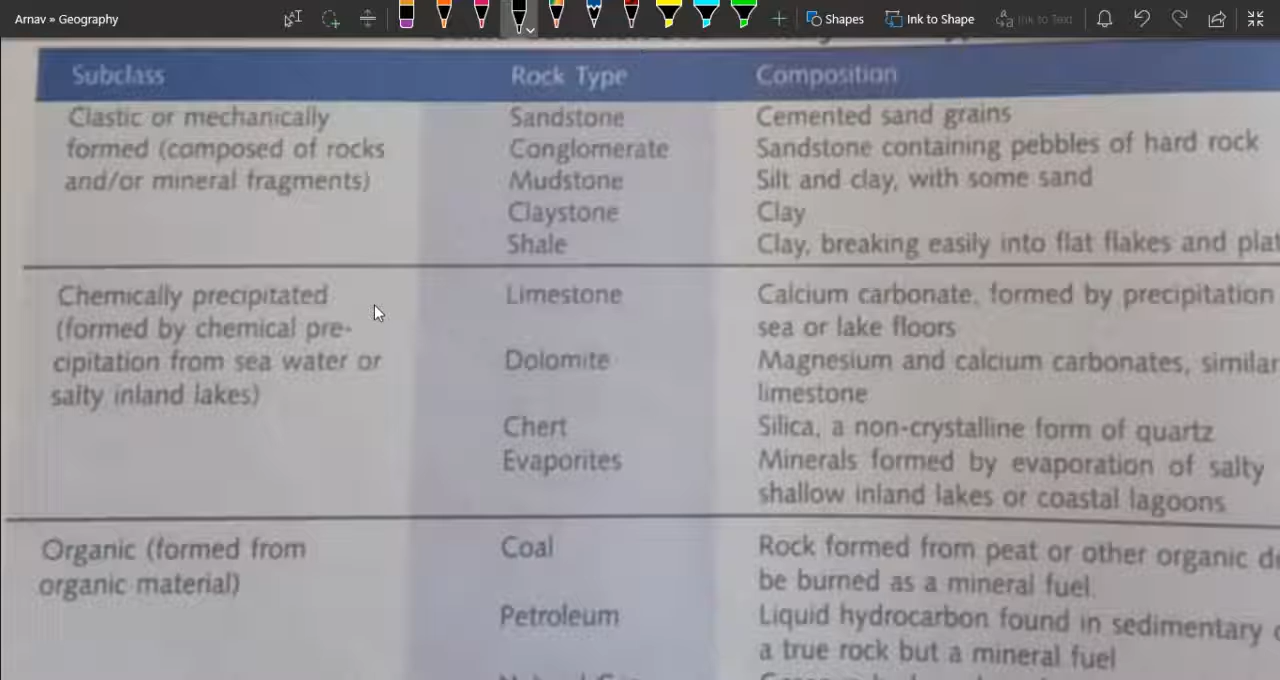 Arnav » Geography
Shapes
Ink to Shape
Ink to Text
Subclass Rock Type Composition
Clastic or mechanically Sandstone Cemented sand grains
formed (composed of rocks Conglomerate Sandstone containing pebbles of hard rock
and/or mineral fragments) Mudstone Silt and clay, with some sand
Claystone Clay
Shale Clay, breaking easily into flat flakes and
Chemically precipitated Limestone Calcium carbonate, formed by precipitation
(formed by chemical pre- sea or lake floors
cipitation from sea water or Dolomite Magnesium and calcium carbonates, similar
salty inland lakes) limestone
Chert Silica, a non-crystalline form of quartz
Evaporites Minerals formed by evaporation of salty
shallow inland lakes or coastal lagoons
Organic (formed from Coal Rock formed from peat or other organic
organic material) be burned as a mineral fuel
Petroleum Liquid hydrocarbon found in sedimentary
a true rock but a mineral fuel